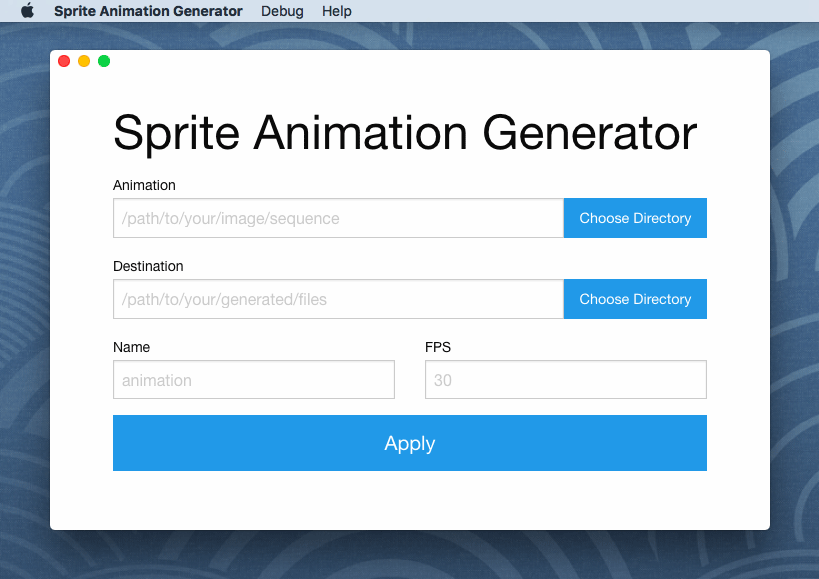 Sprite Animation Generator Debug Help
Sprite Animation Generator
Animation
/path/to/your/image/sequence Choose Directory
Destination
/path/to/your/generated/files Choose Directory
Name FPS
animation 30
Apply